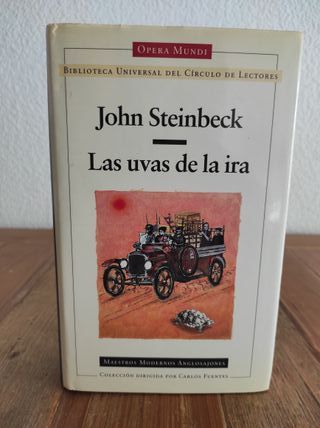 OPERA MUNDI
BIBLIOTECA UNIVERSAL DEL CÍRCULO DE LECTORES
John Steinbeck
Las uvas de la ira
MAESTROS MODERNOS ANGLOSAJONES
COLECCIÓN DIRIGIDA POR CARLOS FUENTES